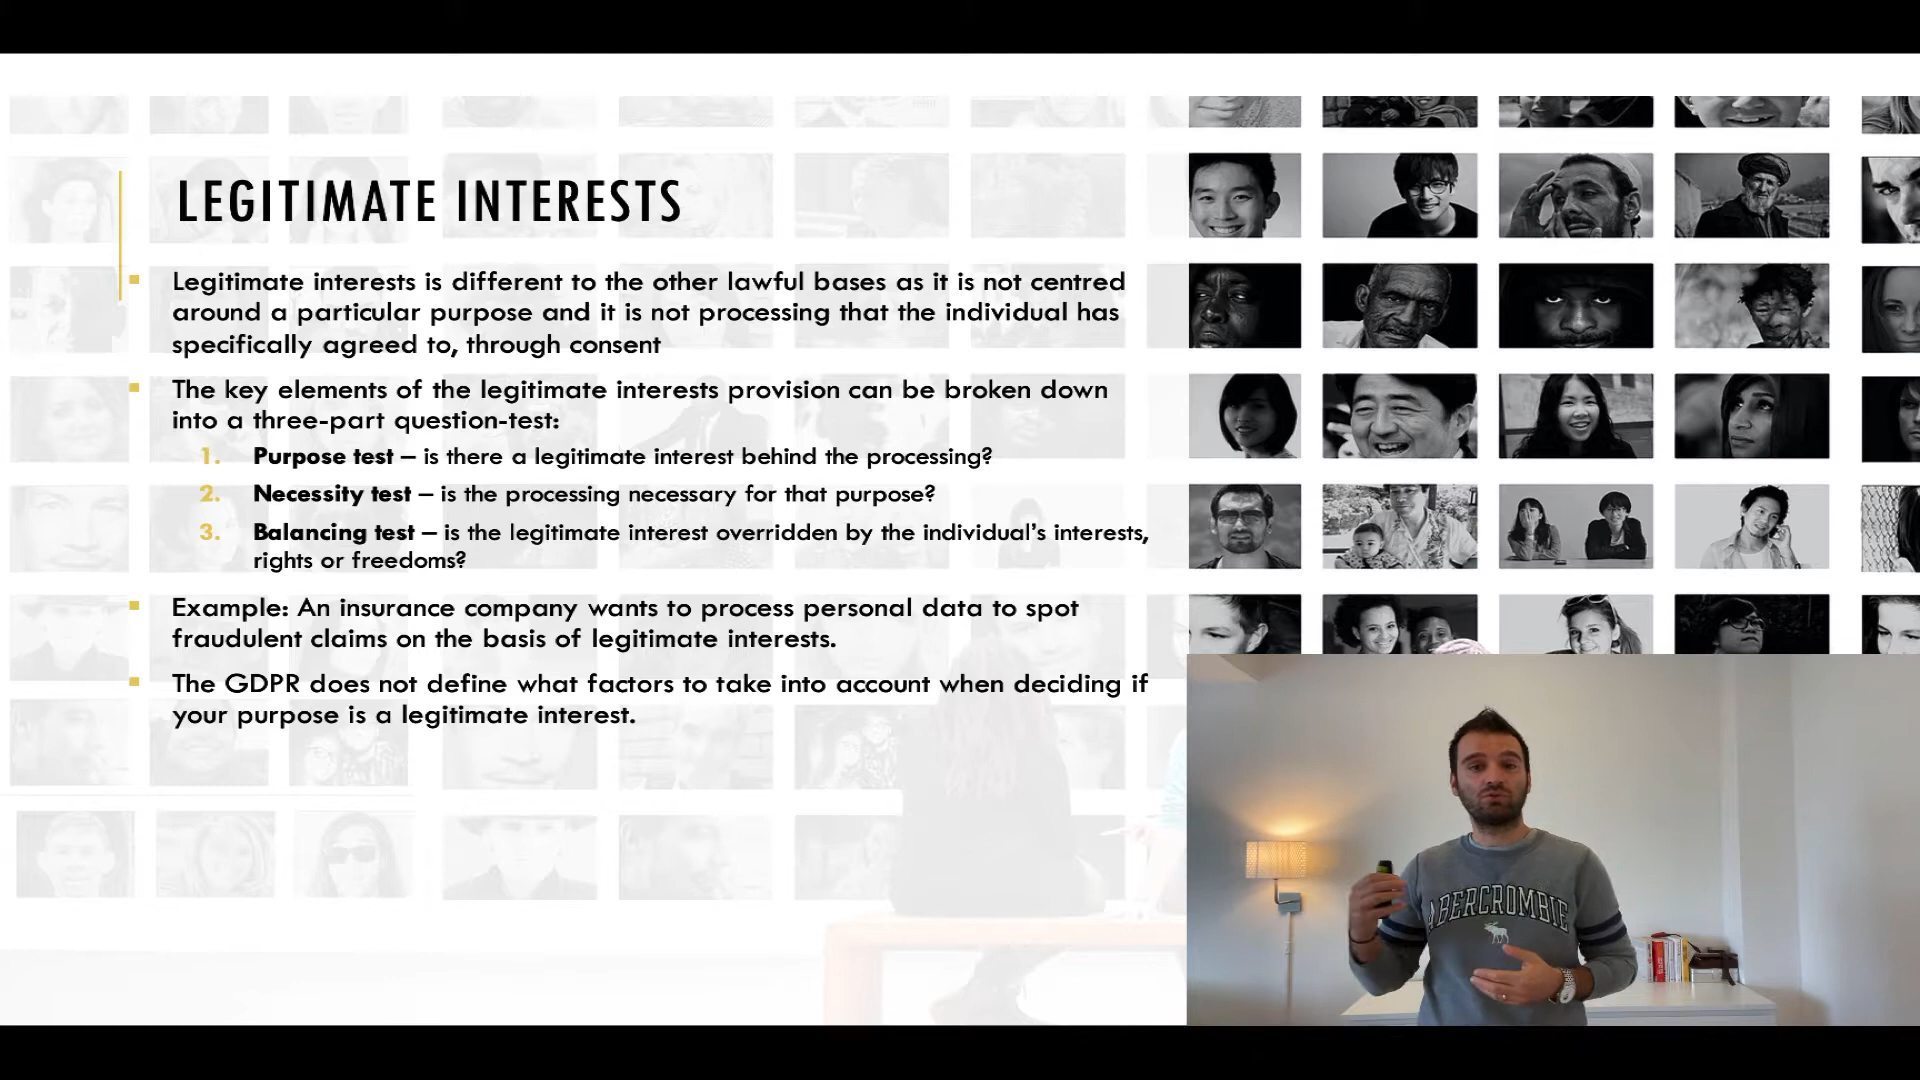 LEGITIMATE INTERESTS
Legitimate interests is different to the other lawful bases as it is not centred
around a particular purpose and it is not processing that the individual has
specifically agreed to, through consent
The key elements of the legitimate interests provision can be broken down
into a three-part question-test:
1. Purpose test – is there a legitimate interest behind the processing?
2. Necessity test – is the processing necessary for that purpose?
3. Balancing test – is the legitimate interest overridden by the individual's interests,
rights or freedoms?
Example: An insurance company wants to process personal data to spot
fraudulent claims on the basis of legitimate interests.
The GDPR does not define what factors to take into account when deciding if
your purpose is a legitimate interest.
ABERCROMBIE